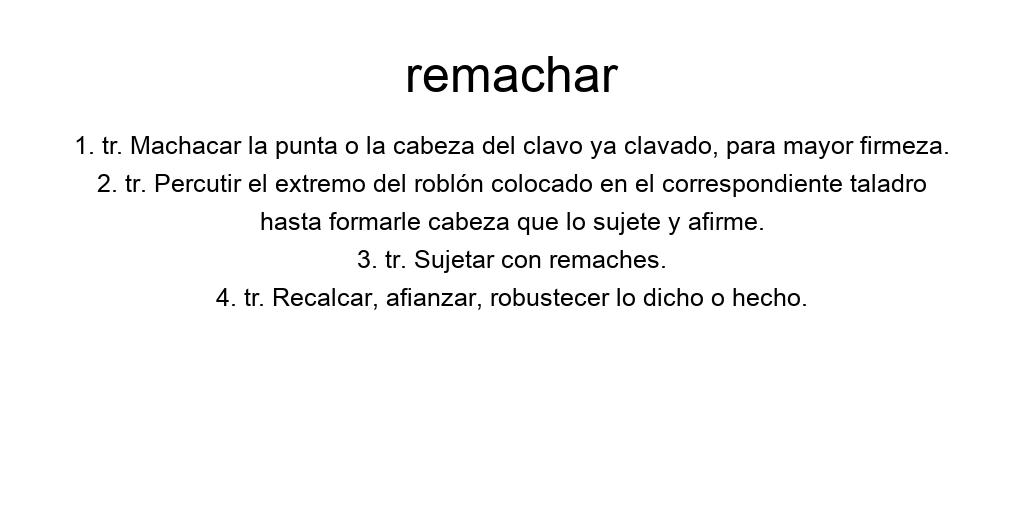 remachar
1. tr. Machacar la punta o la cabeza del clavo ya clavado, para mayor firmeza.
2. tr. Percutir el extremo del roblón colocado en el correspondiente taladro
hasta formarle cabeza que lo sujete y afirme.
3. tr. Sujetar con remaches.
4. tr. Recalcar, afianzar, robustecer lo dicho o hecho.